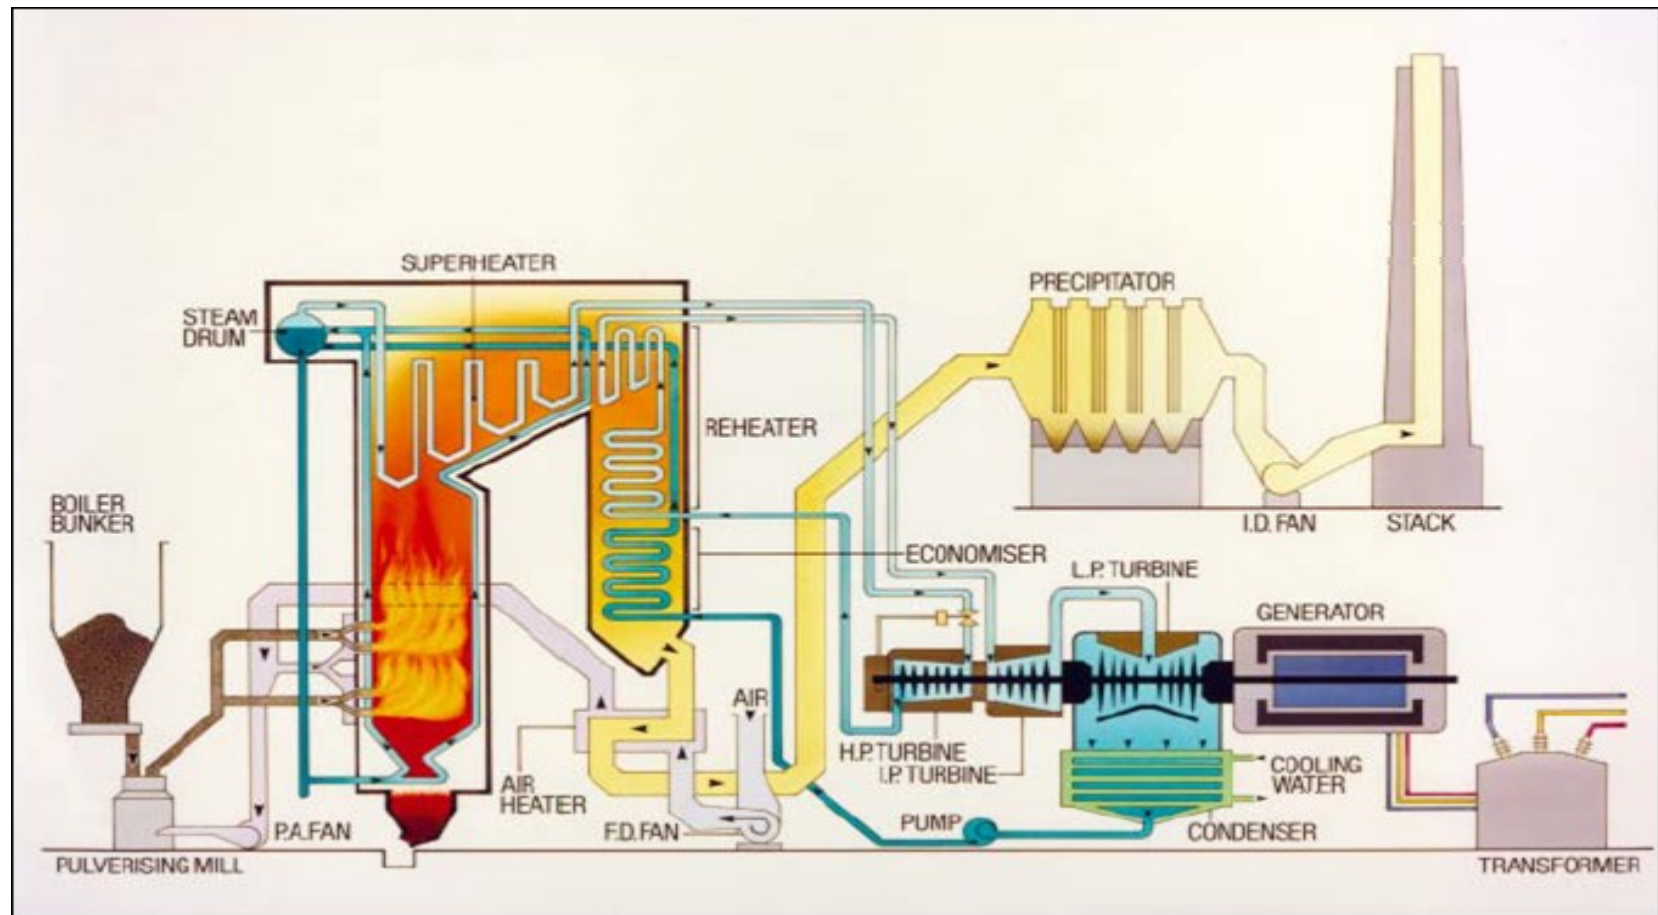 SUPERHEATER
STEAM
DRUM
PRECIPITATOR
REHEATER
BOILER
BUNKER
I.D. FAN
STACK
ECONOMISER
L.P. TURBINE
GENERATOR
AIR
H.P. TURBINE
I.P. TURBINE
COOLING
WATER
AIR
HEATER
P.A. FAN
F.D. FAN
PUMP
CONDENSER
PULVERISING MILL
TRANSFORMER